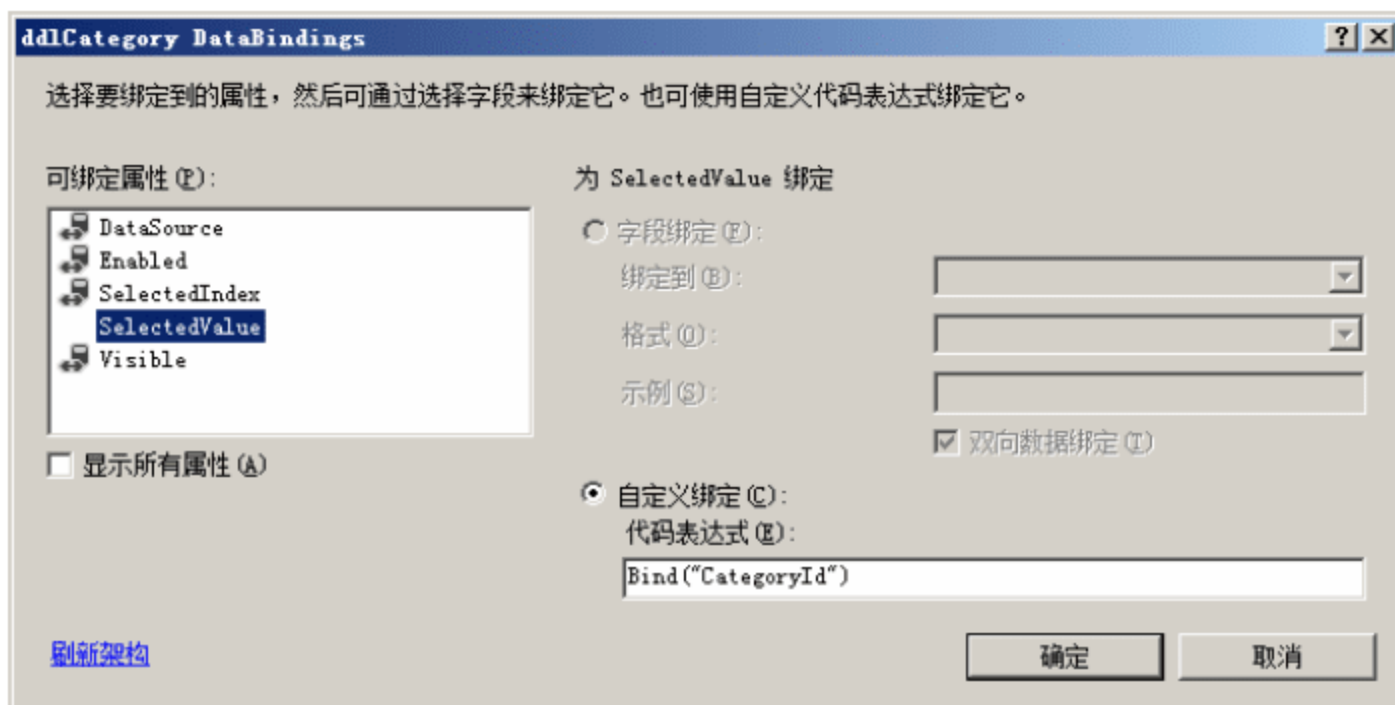 ddlCategory DataBindings
选择要绑定到的属性，然后可通过选择字段来绑定它。也可使用自定义代码表达式绑定它。
可绑定属性(P):
DataSource
Enabled
SelectedIndex
SelectedValue
Visible
显示所有属性(A)
为 SelectedValue 绑定
字段绑定(F):
绑定到(B):
格式(O):
示例(S):
双向数据绑定(T)
自定义绑定(C):
代码表达式(E):
Bind("CategoryId")
刷新架构
确定
取消